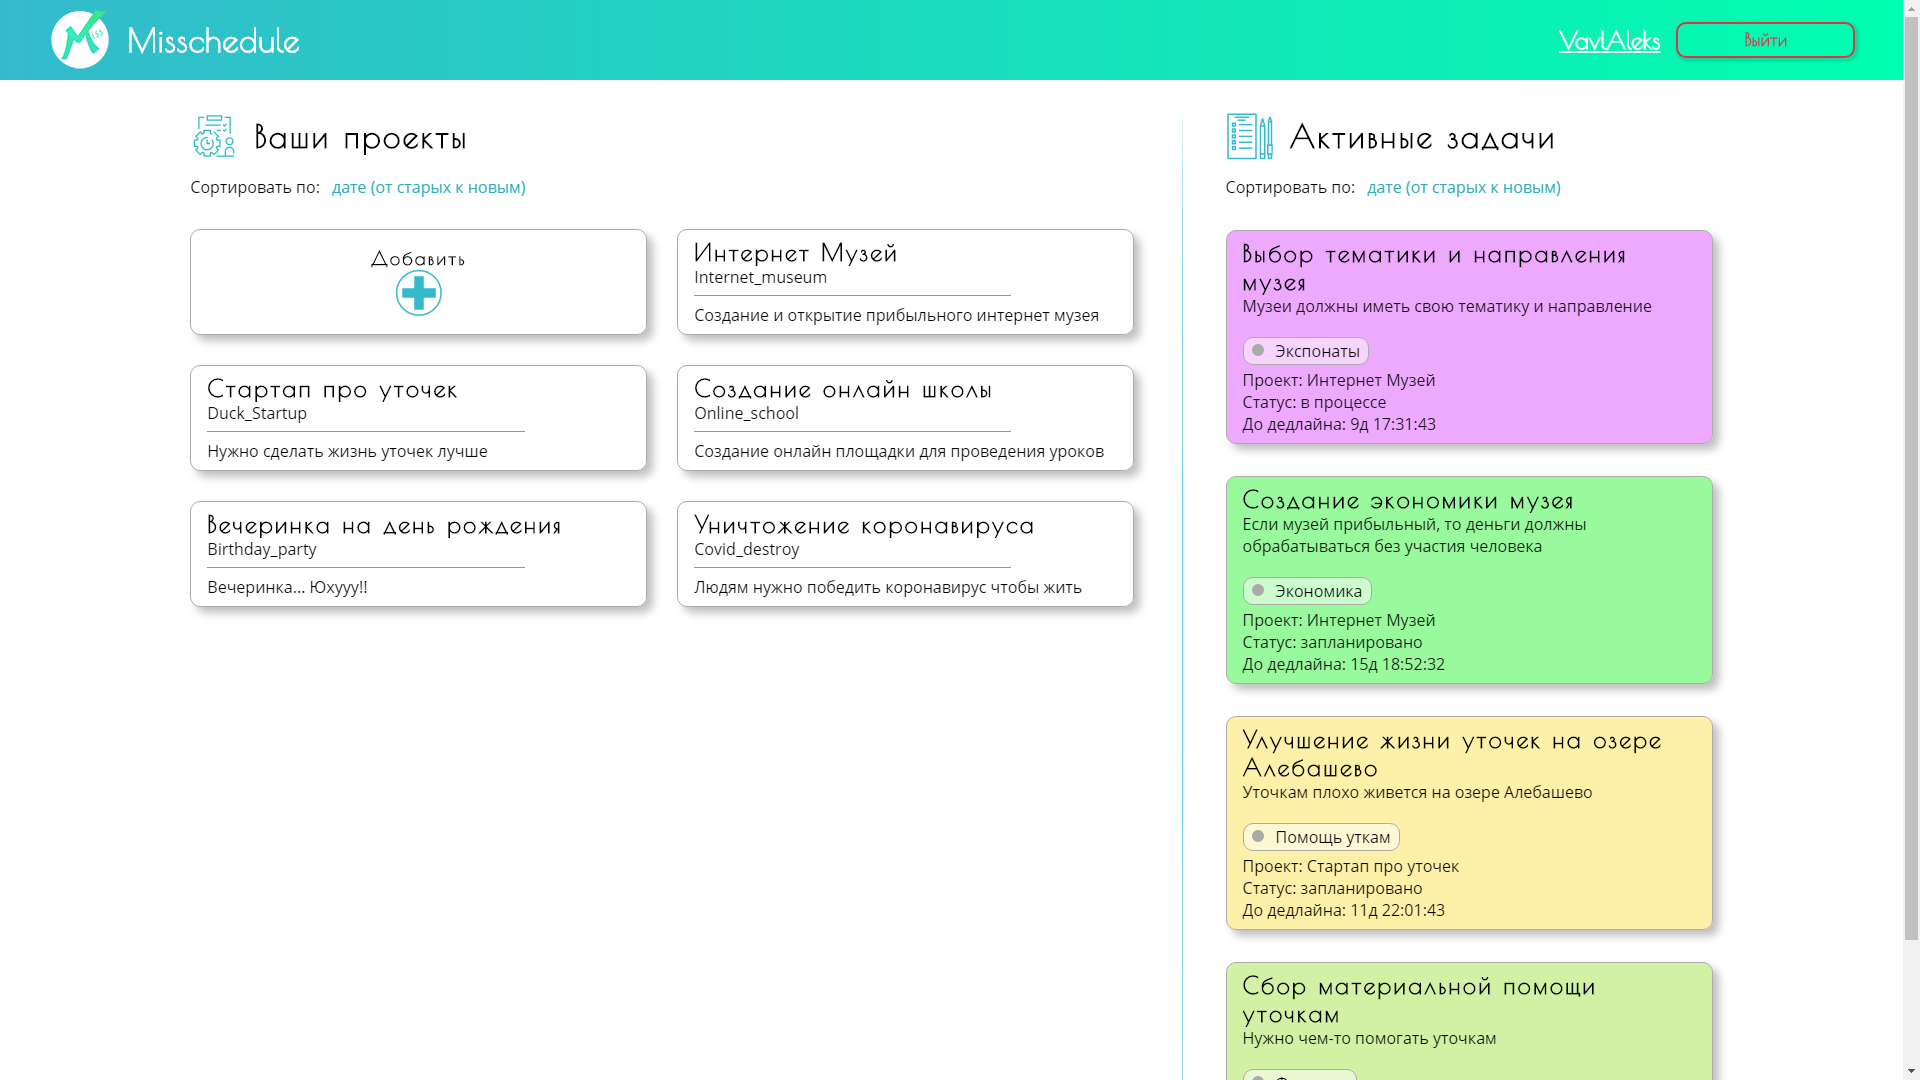 Miss
Misschedule
VavlAleks
Выйти
Ваши проекты
Сортировать по: дате (от старых к новым)
Добавить
Интернет Музей
Internet_museum
Создание и открытие прибыльного интернет музея
Стартап про уточек
Duck_Startup
Нужно сделать жизнь уточек лучше
Создание онлайн школы
Online_school
Создание онлайн площадки для проведения уроков
Вечеринка на день рождения
Birthday_party
Вечеринка... Юхууу!!
Уничтожение коронавируса
Covid_destroy
Людям нужно победить коронавирус чтобы жить
Активные задачи
Сортировать по: дате (от старых к новым)
Выбор тематики и направления
музея
Музеи должны иметь свою тематику и направление
Экспонаты
Проект: Интернет Музей
Статус: в процессе
До дедлайна: 9д 17:31:43
Создание экономики музея
Если музей прибыльный, то деньги должны
обрабатываться без участия человека
Экономика
Проект: Интернет Музей
Статус: запланировано
До дедлайна: 15д 18:52:32
Улучшение жизни уточек на озере
Алебашево
Уточкам плохо живется на озере Алебашево
Помощь уткам
Проект: Стартап про уточек
Статус: запланировано
До дедлайна: 11д 22:01:43
Сбор материальной помощи
уточкам
Нужно чем-то помогать уточкам